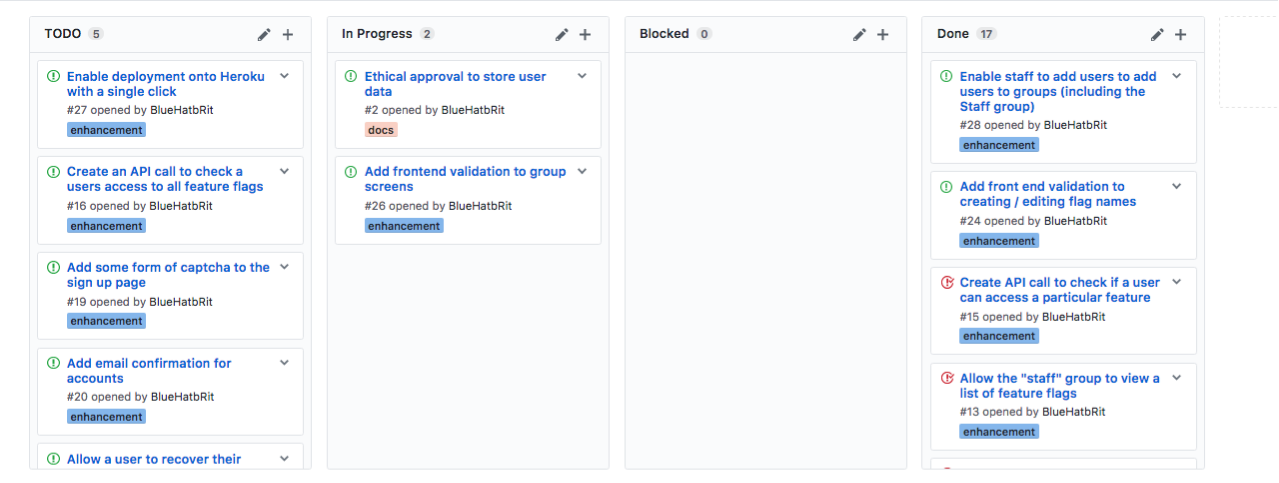 TODO 5
Enable deployment onto Heroku
with a single click
#27 opened by BlueHatbRit
enhancement
Create an API call to check a
users access to all feature flags
#16 opened by BlueHatbRit
enhancement
Add some form of captcha to the
sign up page
#19 opened by BlueHatbRit
enhancement
Add email confirmation for
accounts
#20 opened by BlueHatbRit
enhancement
Allow a user to recover their
In Progress 2
Ethical approval to store user
data
#2 opened by BlueHatbRit
docs
Add frontend validation to group
screens
#26 opened by BlueHatbRit
enhancement
Blocked 0
Done 17
Enable staff to add users to add
users to groups (including the
Staff group)
#28 opened by BlueHatbRit
enhancement
Add front end validation to
creating / editing flag names
#24 opened by BlueHatbRit
enhancement
Create API call to check if a user
can access a particular feature
#15 opened by BlueHatbRit
enhancement
Allow the "staff" group to view a
list of feature flags
#13 opened by BlueHatbRit
enhancement